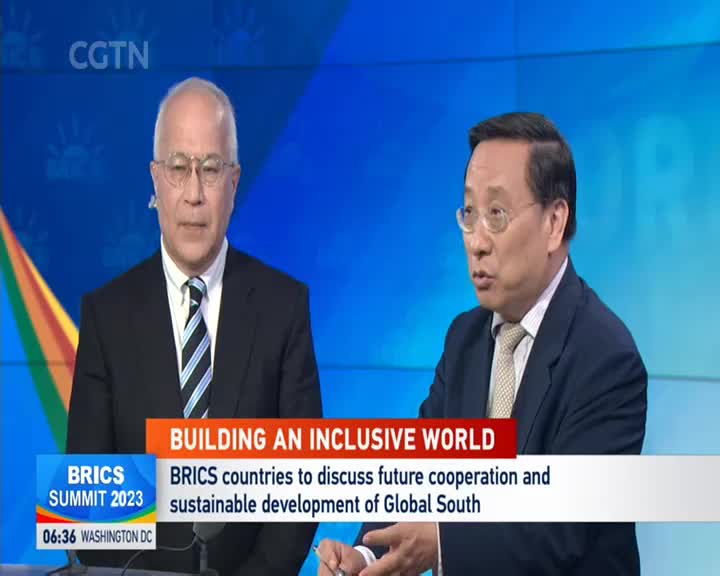 CGTN
BUILDING AN INCLUSIVE WORLD
BRICS countries to discuss future cooperation and
sustainable development of Global South
BRICS
SUMMIT 2023
06:36 WASHINGTON DC